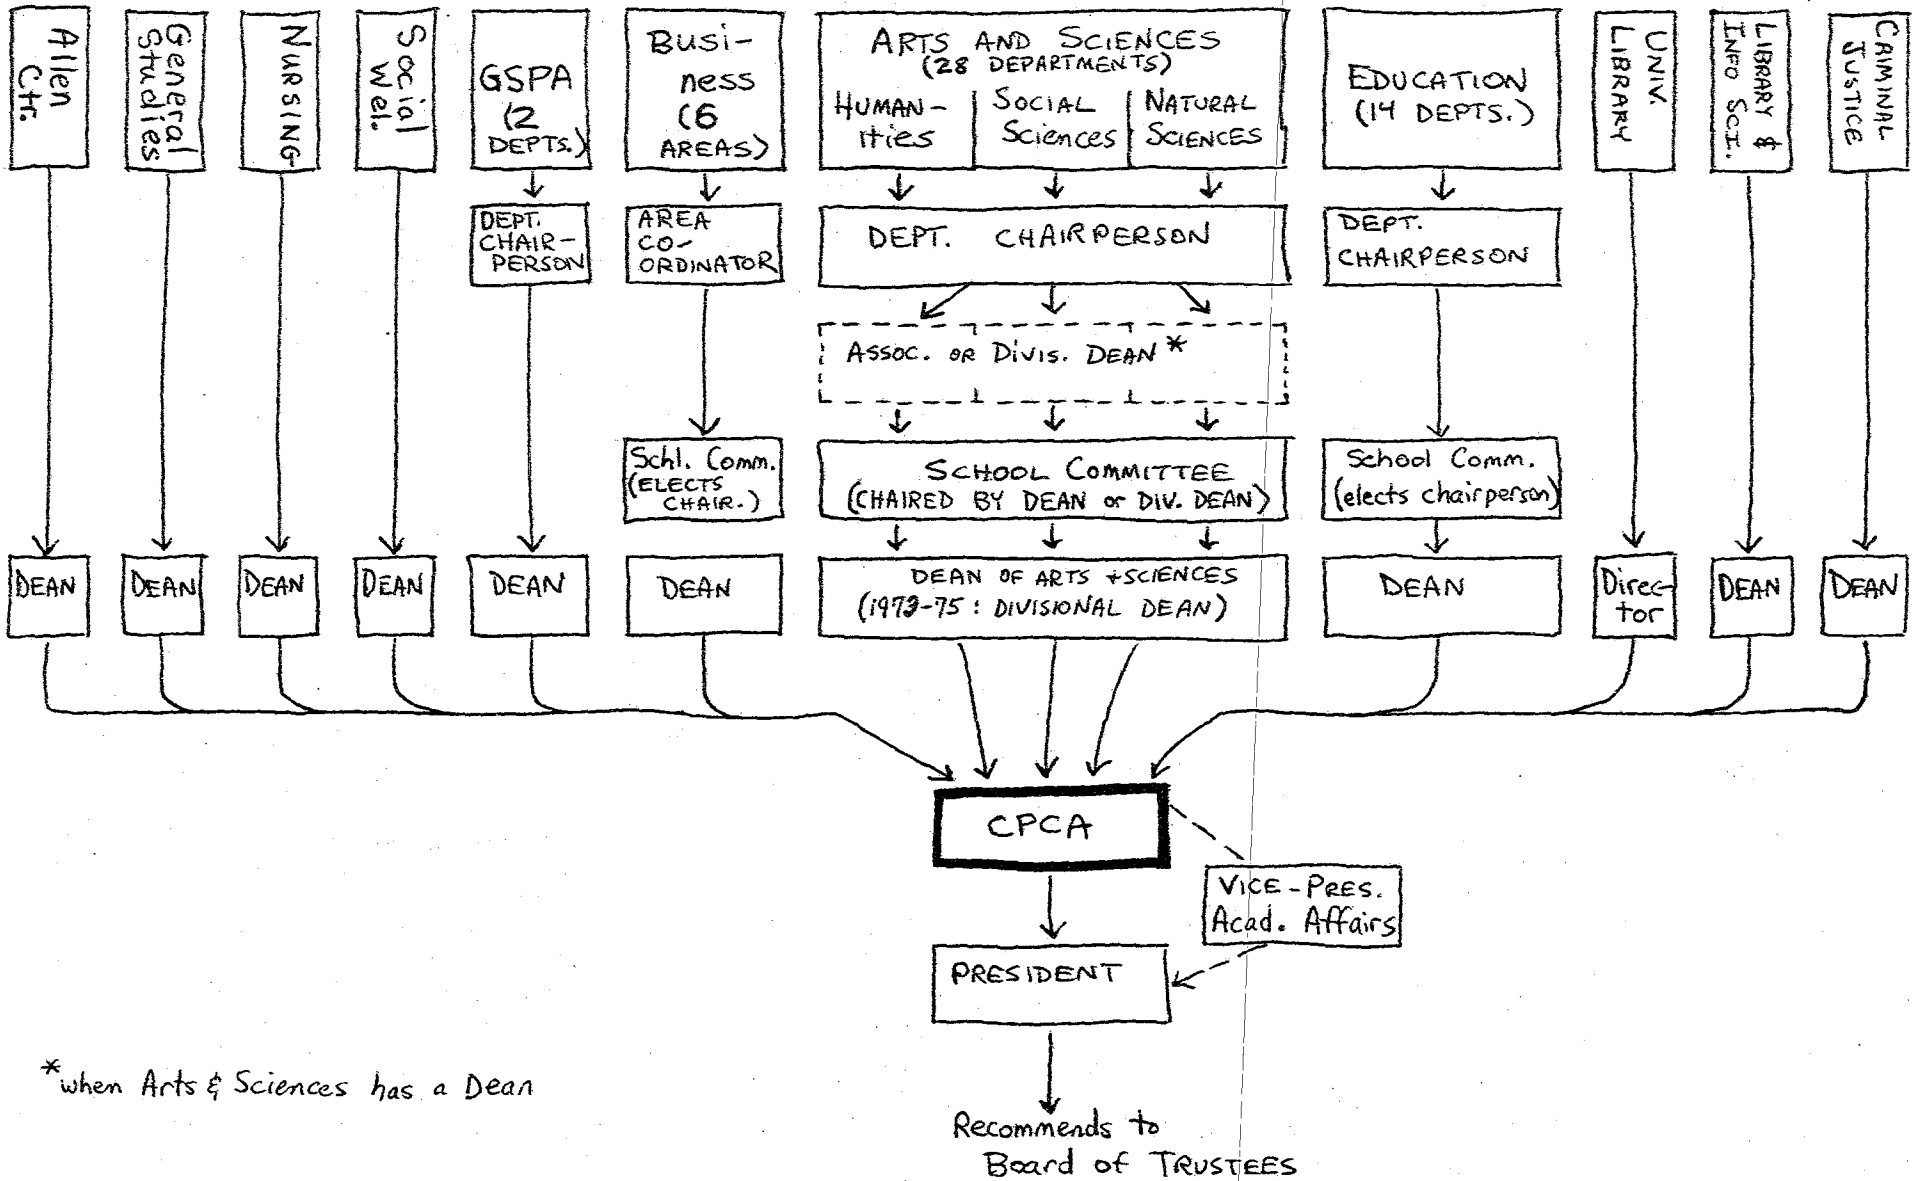 Allen
Ctr.
General
Studies
NURSING
Social
Wel.
GSPA
(2
DEPTS.)
BUSI-
ness
(6
AREAS)
ARTS AND SCIENCES
(28 DEPARTMENTS)
HUMAN-
ities
SOCIAL
Sciences
NATURAL
SCIENCES
EDUCATION
(14 DEPTS.)
UNIV.
LIBRARY
LIBRARY &
INFO SCI.
CRIMINAL
JUSTICE
DEPT.
CHAIR-
PERSON
AREA
CO-
ORDINATOR
DEPT. CHAIRPERSON
DEPT.
CHAIRPERSON
ASSOC. OR DIVIS. DEAN *
Schl. Comm.
(ELECTS
CHAIR.)
SCHOOL COMMITTEE
(CHAIRED BY DEAN or DIV. DEAN)
School Comm.
(elects chairperson)
DEAN
DEAN
DEAN
DEAN
DEAN
DEAN
DEAN OF ARTS + SCIENCES
(1973-75: DIVISIONAL DEAN)
DEAN
Direc-
tor
DEAN
DEAN
CPCA
VICE-PRES.
Acad. Affairs
PRESIDENT
*when Arts & Sciences has a Dean
Recommends to
Board of TRUSTEES